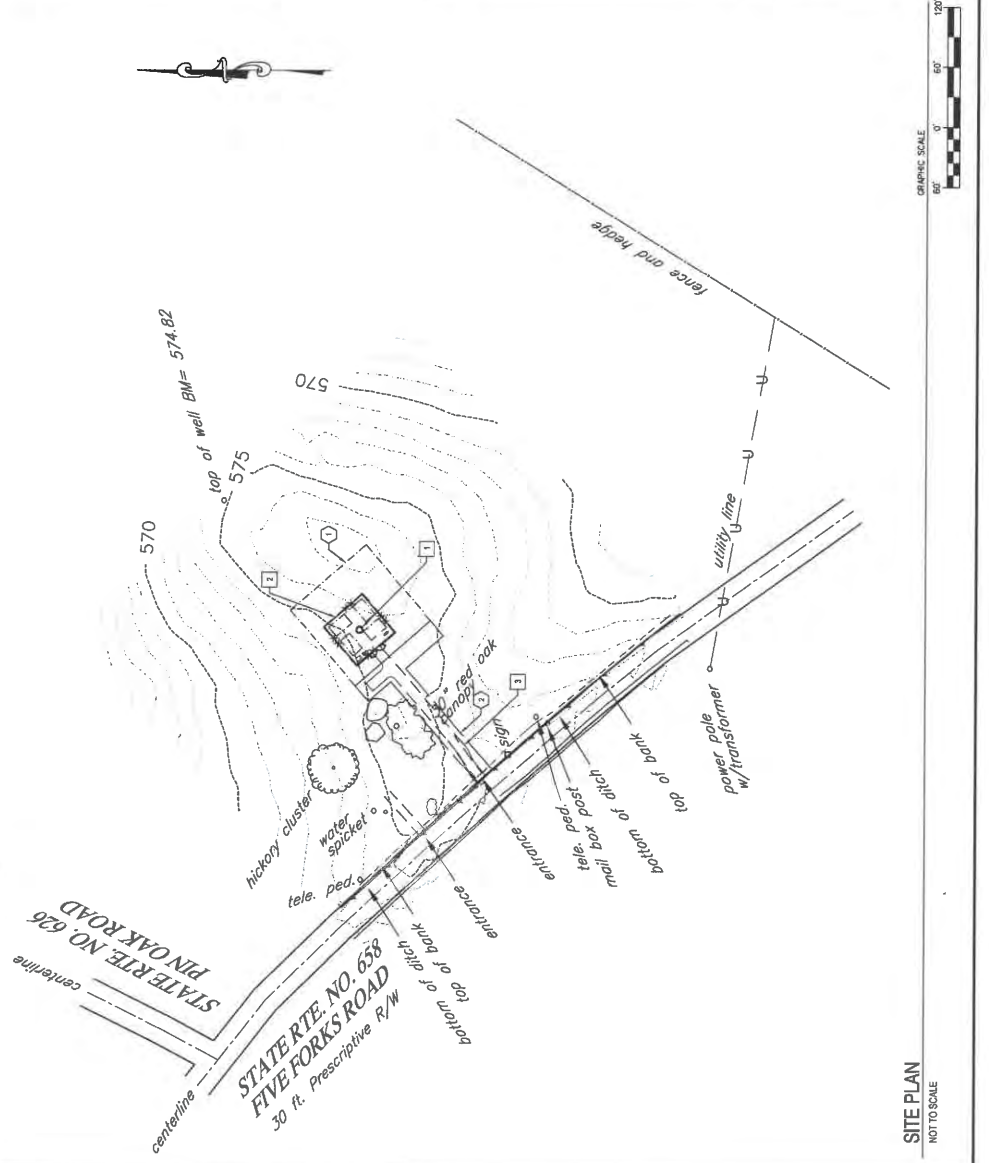 120'
60'
0'
60'
GRAPHIC SCALE
fence and hedge
top of well BM= 574.82
570
575
570
1
2
1
30" red oak
canopy
2
3
sign
utility line
U
U
U
U
hickory cluster
water
spicket
tele. ped.
entrance
tele. ped.
mail box post
bottom of ditch
top of bank
power pole
w/transformer
entrance
bottom of ditch
top of bank
STATE RTE. NO. 626
PIN OAK ROAD
centerline
STATE RTE. NO. 658
FIVE FORKS ROAD
30 ft. Prescriptive R/W
centerline
SITE PLAN
NOT TO SCALE